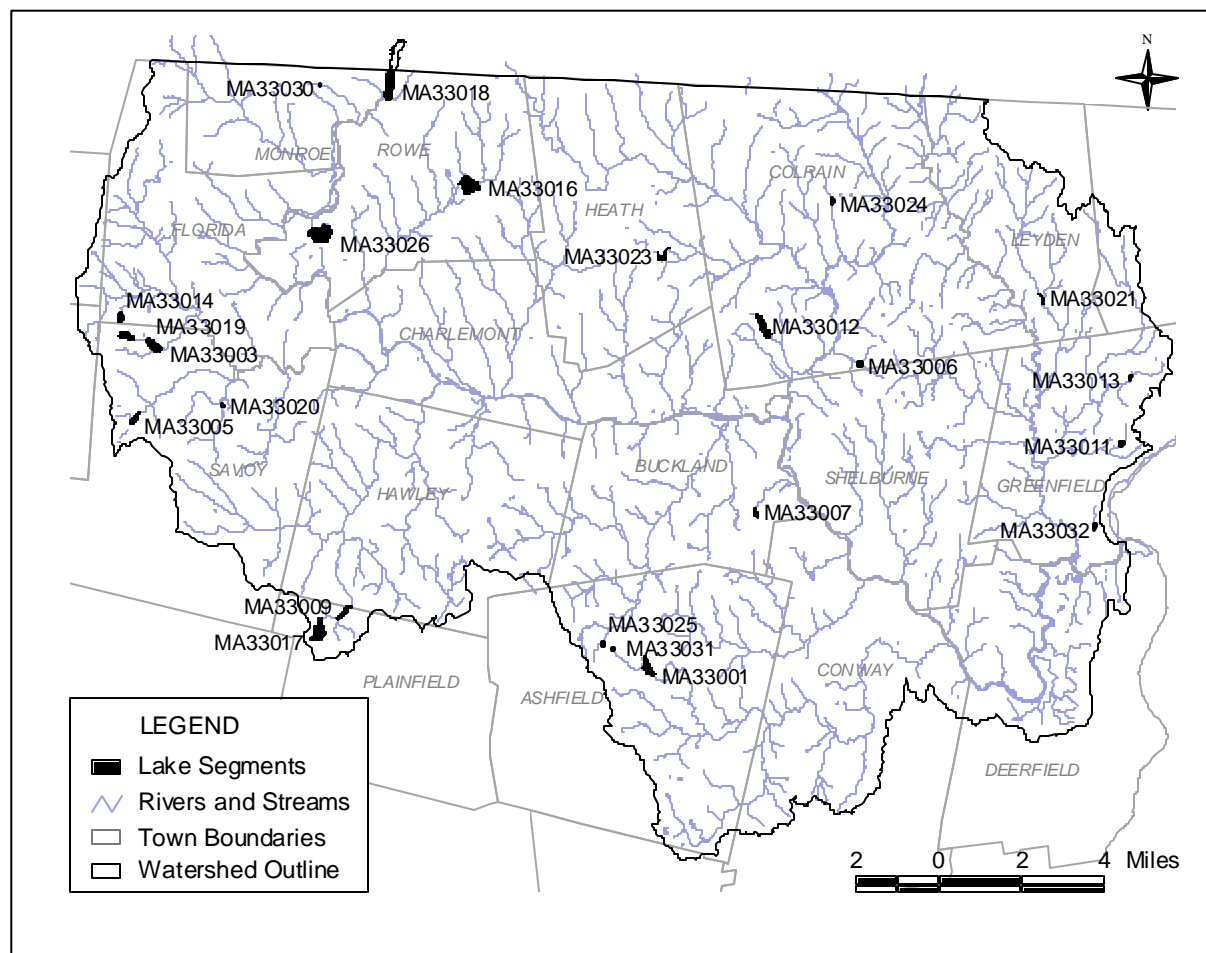 N
MA33030
MA33018
MONROE
ROWE
COLRAIN
MA33016
MA33024
HEATH
FLORIDA
MA33026
LEYDEN
MA33023
MA33014
MA33021
MA33019
MA33012
CHARLEMONT
MA33003
MA33006
MA33013
MA33020
MA33005
MA33011
SAVOY
BUCKLAND
SHELBURNE
HAWLEY
GREENFIELD
MA33007
MA33032
MA33009
MA33025
MA33017
MA33031
MA33001
CONWAY
PLAINFIELD
ASHFIELD
DEERFIELD
LEGEND
Lake Segments
Rivers and Streams
Town Boundaries
Watershed Outline
2 0 2 4 Miles